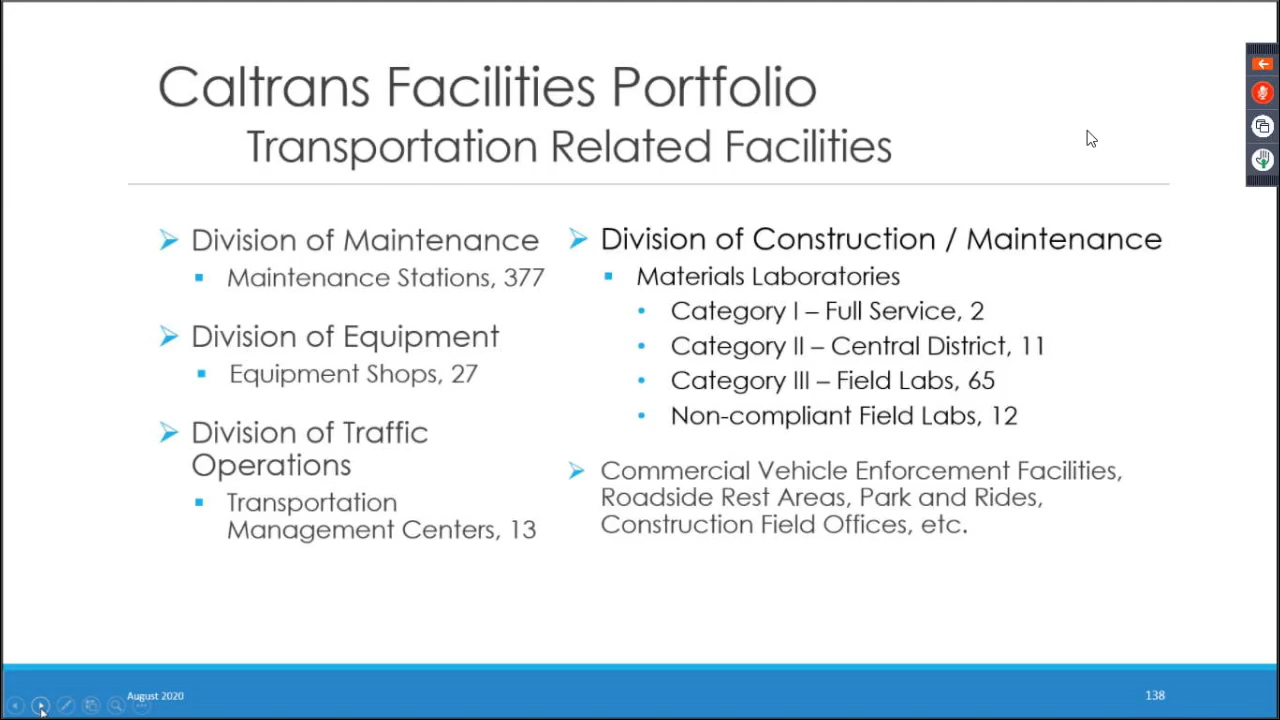 Caltrans Facilities Portfolio
Transportation Related Facilities
Division of Maintenance
Maintenance Stations, 377
Division of Equipment
Equipment Shops, 27
Division of Traffic
Operations
Transportation
Management Centers, 13
Division of Construction / Maintenance
Materials Laboratories
Category I – Full Service, 2
Category II – Central District, 11
Category III – Field Labs, 65
Non-compliant Field Labs, 12
Commercial Vehicle Enforcement Facilities,
Roadside Rest Areas, Park and Rides,
Construction Field Offices, etc.
August 2020
138